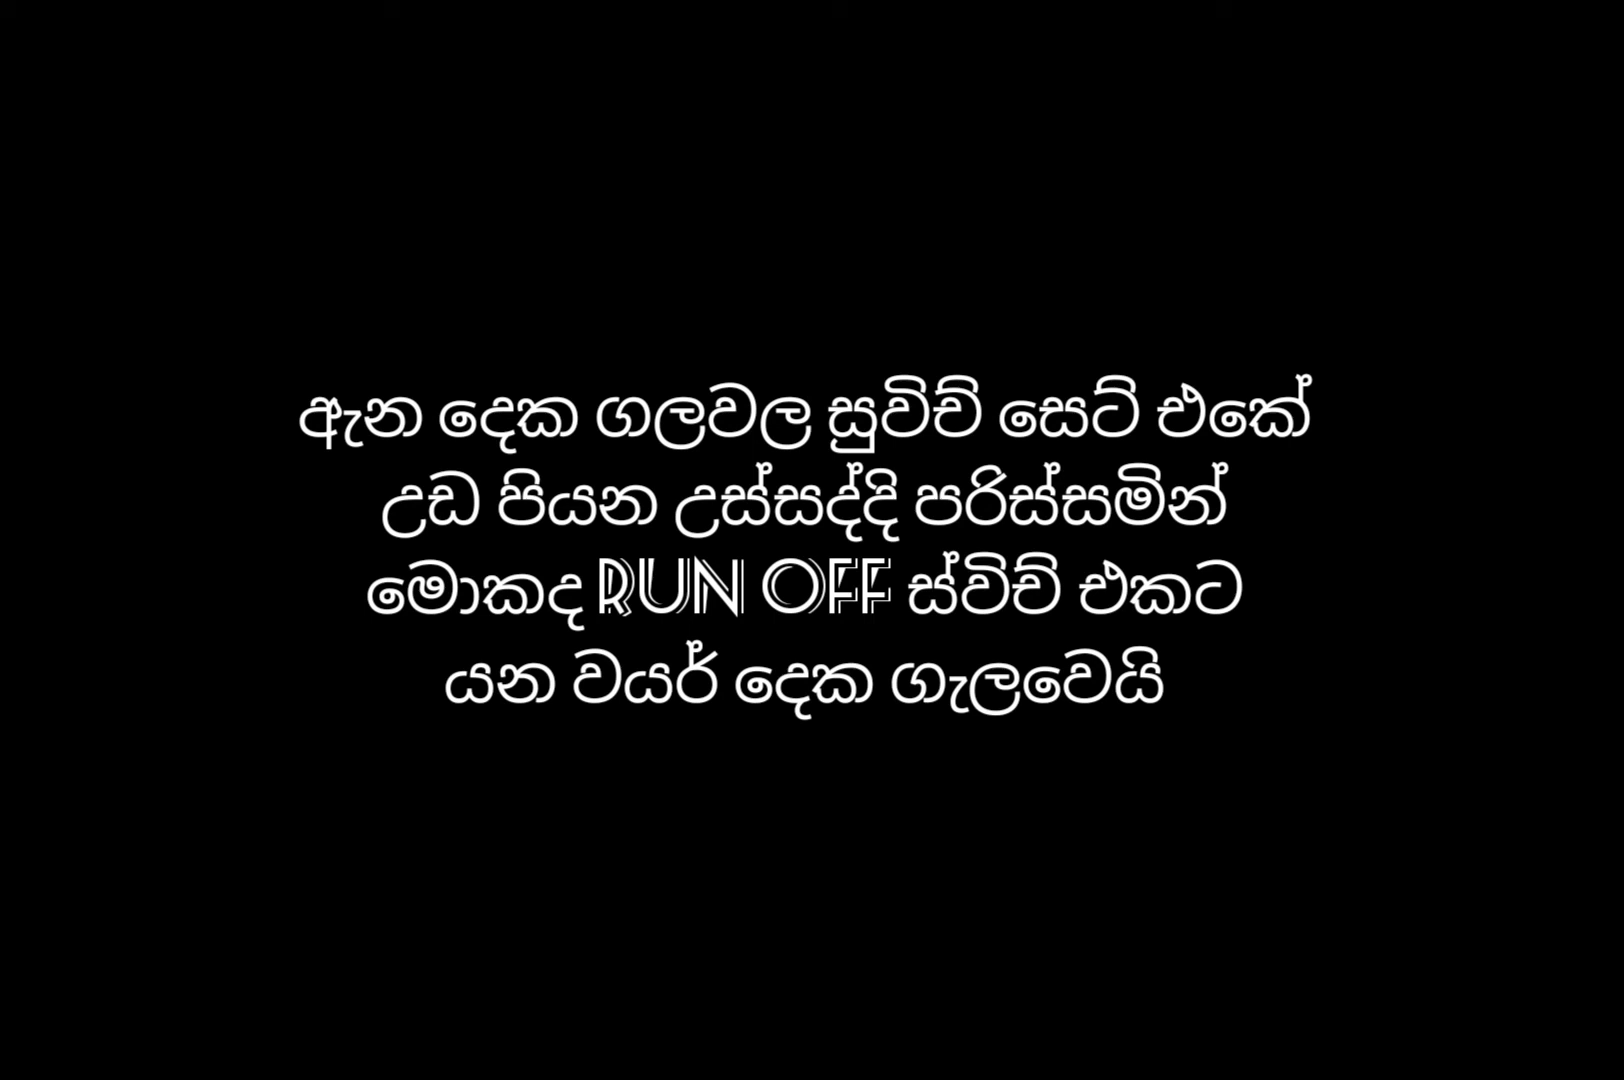 ඇන දෙක ගලවල සුවිච් සෙට් එකේ
උඩ පියන උස්සද්දි පරිස්සමින්
මොකද RUN OFF ස්විච් එකට
යන වයර් දෙක ගැලවෙයි